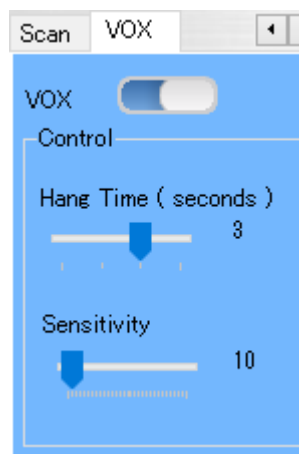 Scan VOX
VOX
Control
Hang Time ( seconds )
3
Sensitivity
10